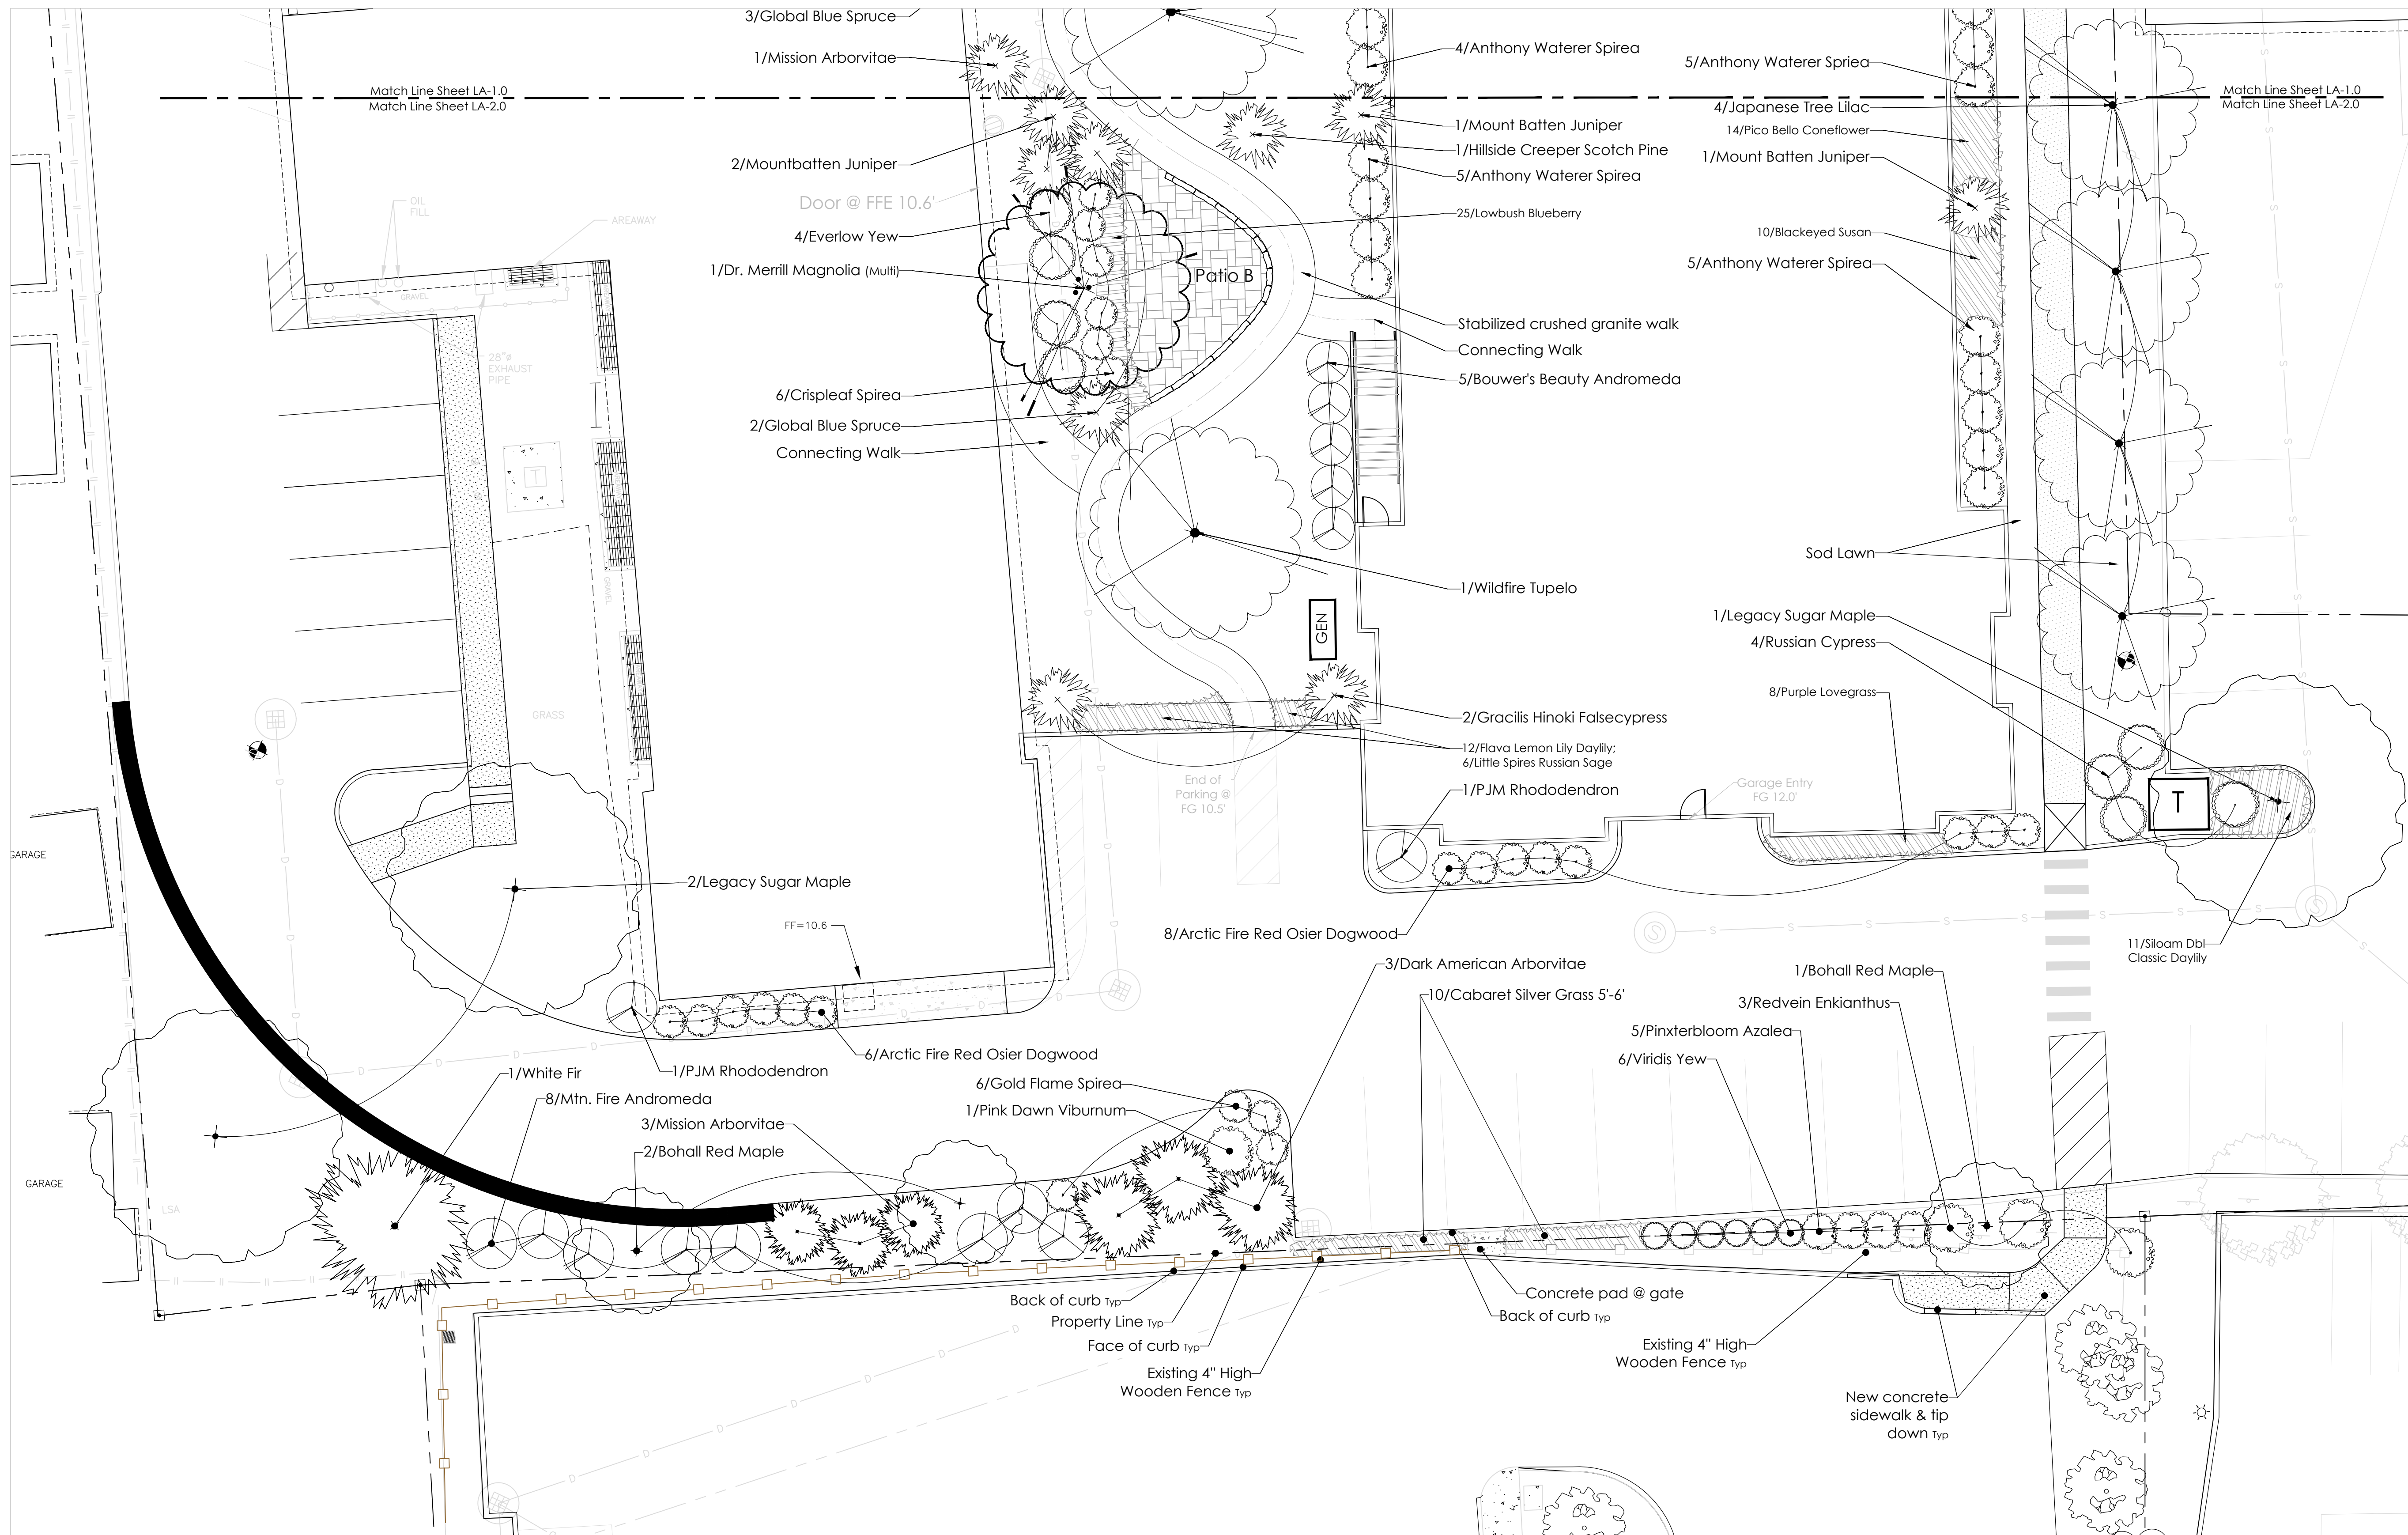 3/Global Blue Spruce
1/Mission Arborvitae
Match Line Sheet LA-1.0
Match Line Sheet LA-2.0
2/Mountbatten Juniper
Door @ FFE 10.6'
4/Everlow Yew
1/Dr. Merrill Magnolia (Multi)
Patio B
6/Crispleaf Spirea
2/Global Blue Spruce
Connecting Walk
OIL
FILL
AREAWAY
GRAVEL
28"ø
EXHAUST
PIPE
T
GRAVEL
GRASS
4/Anthony Waterer Spirea
1/Mount Batten Juniper
1/Hillside Creeper Scotch Pine
5/Anthony Waterer Spirea
25/Lowbush Blueberry
Stabilized crushed granite walk
Connecting Walk
5/Bouwer's Beauty Andromeda
1/Wildfire Tupelo
GEN
2/Gracilis Hinoki Falsecypress
12/Flava Lemon Lily Daylily;
6/Little Spires Russian Sage
1/PJM Rhododendron
End of
Parking @
FG 10.5'
5/Anthony Waterer Spriea
Match Line Sheet LA-1.0
Match Line Sheet LA-2.0
4/Japanese Tree Lilac
14/Pico Bello Coneflower
1/Mount Batten Juniper
10/Blackeyed Susan
5/Anthony Waterer Spirea
Sod Lawn
1/Legacy Sugar Maple
4/Russian Cypress
8/Purple Lovegrass
Garage Entry
FG 12.0'
T
11/Siloam Dbl
Classic Daylily
GARAGE
2/Legacy Sugar Maple
FF=10.6
8/Arctic Fire Red Osier Dogwood
6/Arctic Fire Red Osier Dogwood
1/PJM Rhododendron
1/White Fir
8/Mtn. Fire Andromeda
3/Mission Arborvitae
2/Bohall Red Maple
GARAGE
LSA
3/Dark American Arborvitae
10/Cabaret Silver Grass 5'-6'
6/Gold Flame Spirea
1/Pink Dawn Viburnum
1/Bohall Red Maple
3/Redvein Enkianthus
5/Pinxterbloom Azalea
6/Viridis Yew
Back of curb Typ
Property Line Typ
Face of curb Typ
Existing 4" High
Wooden Fence Typ
Concrete pad @ gate
Back of curb Typ
Existing 4" High
Wooden Fence Typ
New concrete
sidewalk & tip
down Typ